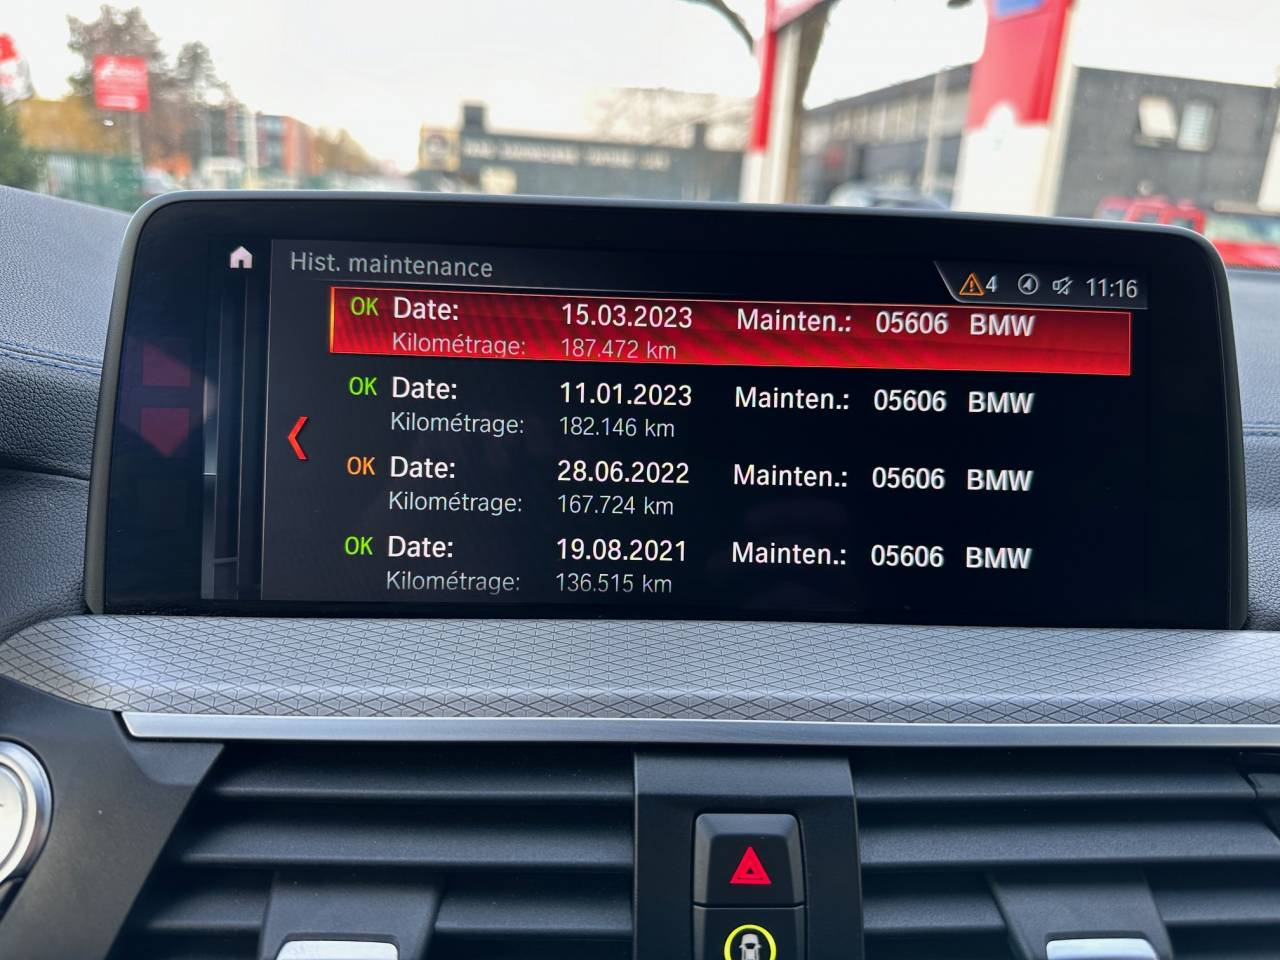 Hist. maintenance
4 11:16
OK Date: 15.03.2023 Mainten.: 05606 BMW
Kilométrage: 187.472 km
OK Date: 11.01.2023 Mainten.: 05606 BMW
Kilométrage: 182.146 km
OK Date: 28.06.2022 Mainten.: 05606 BMW
Kilométrage: 167.724 km
OK Date: 19.08.2021 Mainten.: 05606 BMW
Kilométrage: 136.515 km